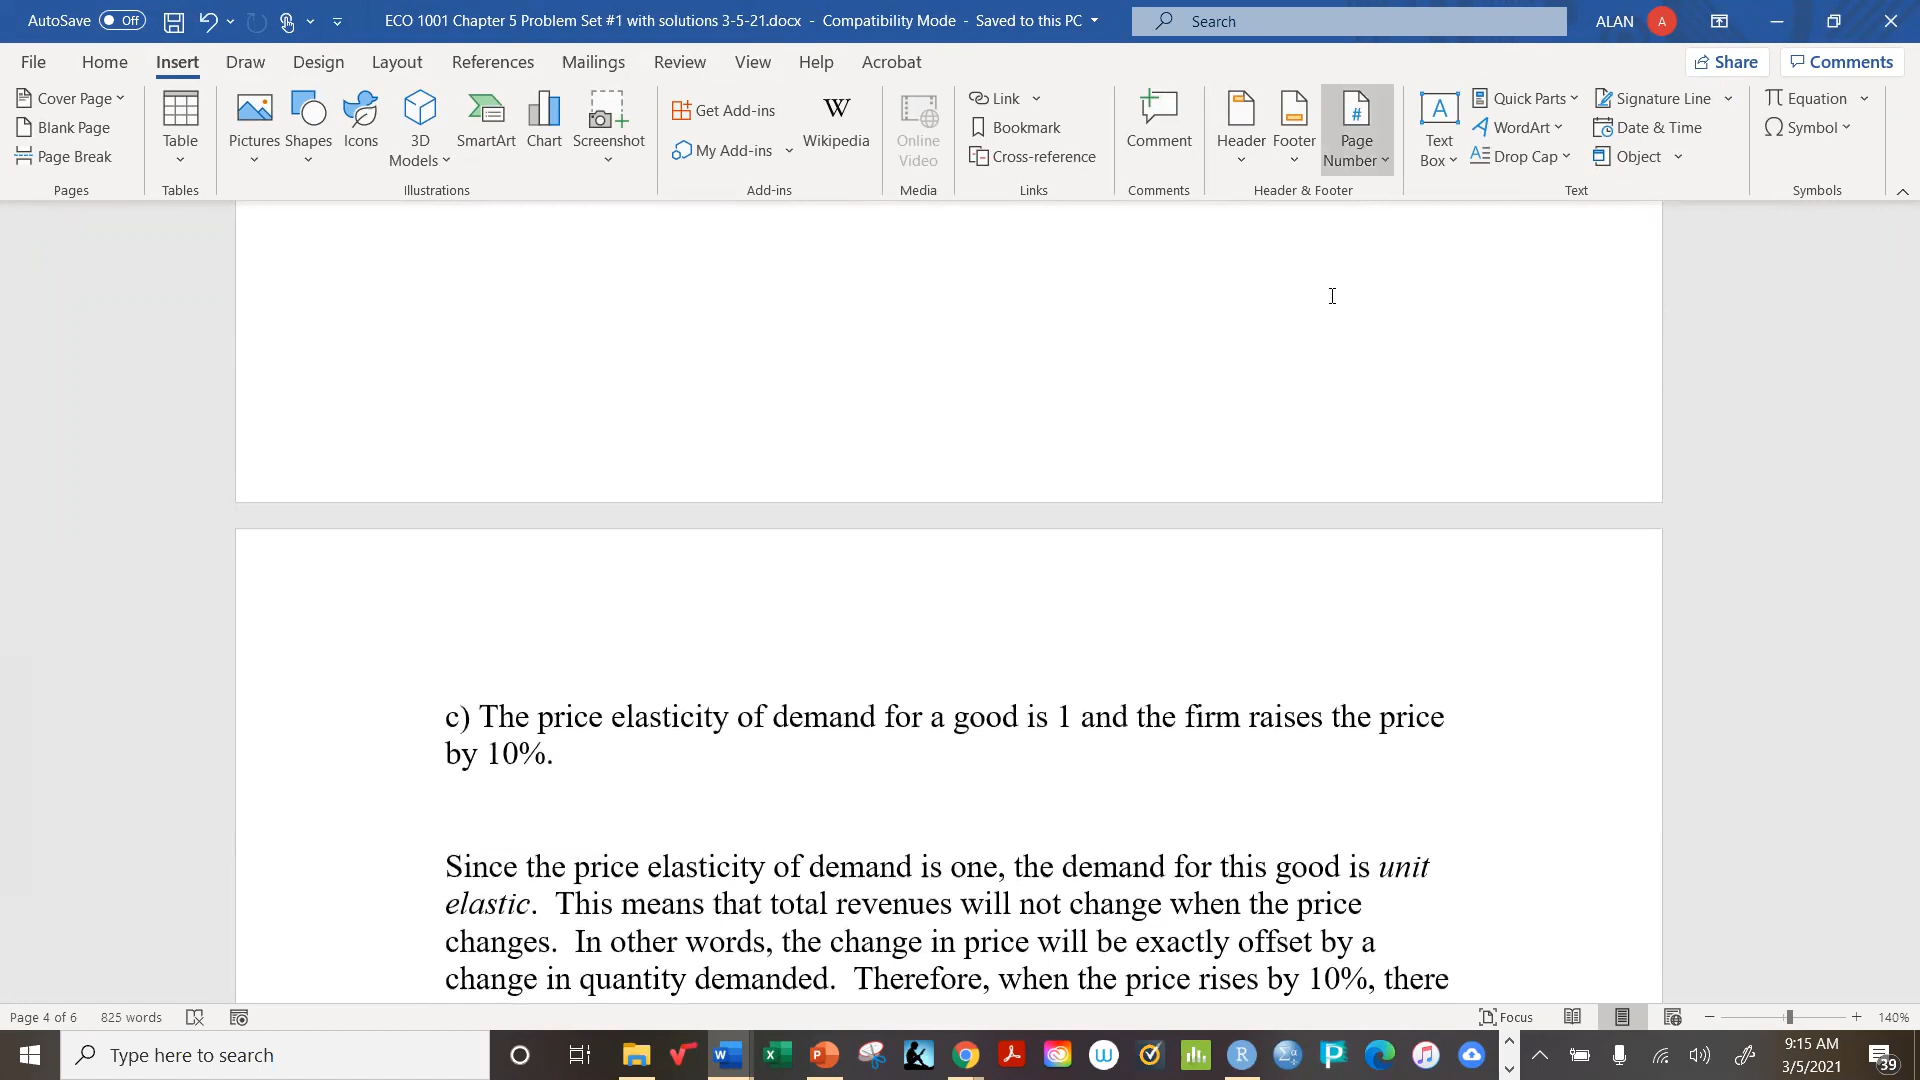 AutoSave Off ECO 1001 Chapter 5 Problem Set #1 with solutions 3-5-21.docx - Compatibility Mode - Saved to this PC Search ALAN A
File Home Insert Draw Design Layout References Mailings Review View Help Acrobat Share Comments
Cover Page
Blank Page
Page Break
Pages
Table
Tables
Pictures Shapes Icons 3D Models SmartArt Chart Screenshot
Illustrations
Get Add-ins
My Add-ins
W Wikipedia
Add-ins
Online Video
Media
Link
Bookmark
Cross-reference
Links
Comment
Comments
Header Footer # Page Number
Header & Footer
A Text Box
Quick Parts
WordArt
Drop Cap
Signature Line
Date & Time
Object
Text
Equation
Symbol
Symbols
c) The price elasticity of demand for a good is 1 and the firm raises the price
by 10%.
Since the price elasticity of demand is one, the demand for this good is unit
elastic. This means that total revenues will not change when the price
changes. In other words, the change in price will be exactly offset by a
change in quantity demanded. Therefore, when the price rises by 10%, there
Page 4 of 6 825 words Focus 140%
Type here to search
9:15 AM
3/5/2021
39